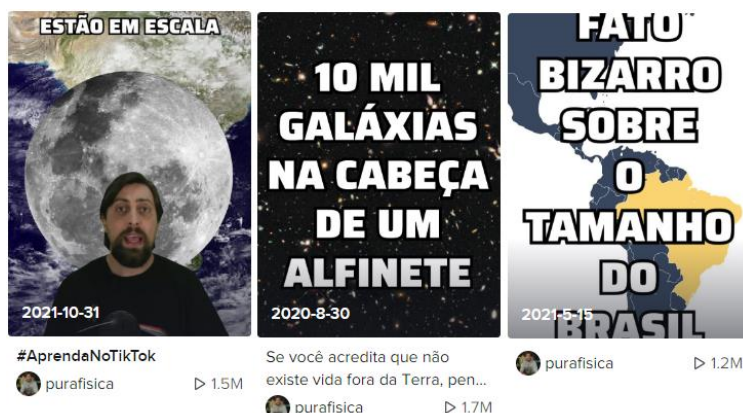 ESTÃO EM ESCALA
2021-10-31
#AprendaNoTikTok
purafisica
1.5M
10 MIL
GALÁXIAS
NA CABEÇA
DE UM
ALFINETE
2020-8-30
Se você acredita que não
existe vida fora da Terra, pen...
purafisica
1.7M
FATO
BIZARRO
SOBRE
O
TAMANHO
DO
BRASIL
2021-5-15
purafisica
1.2M